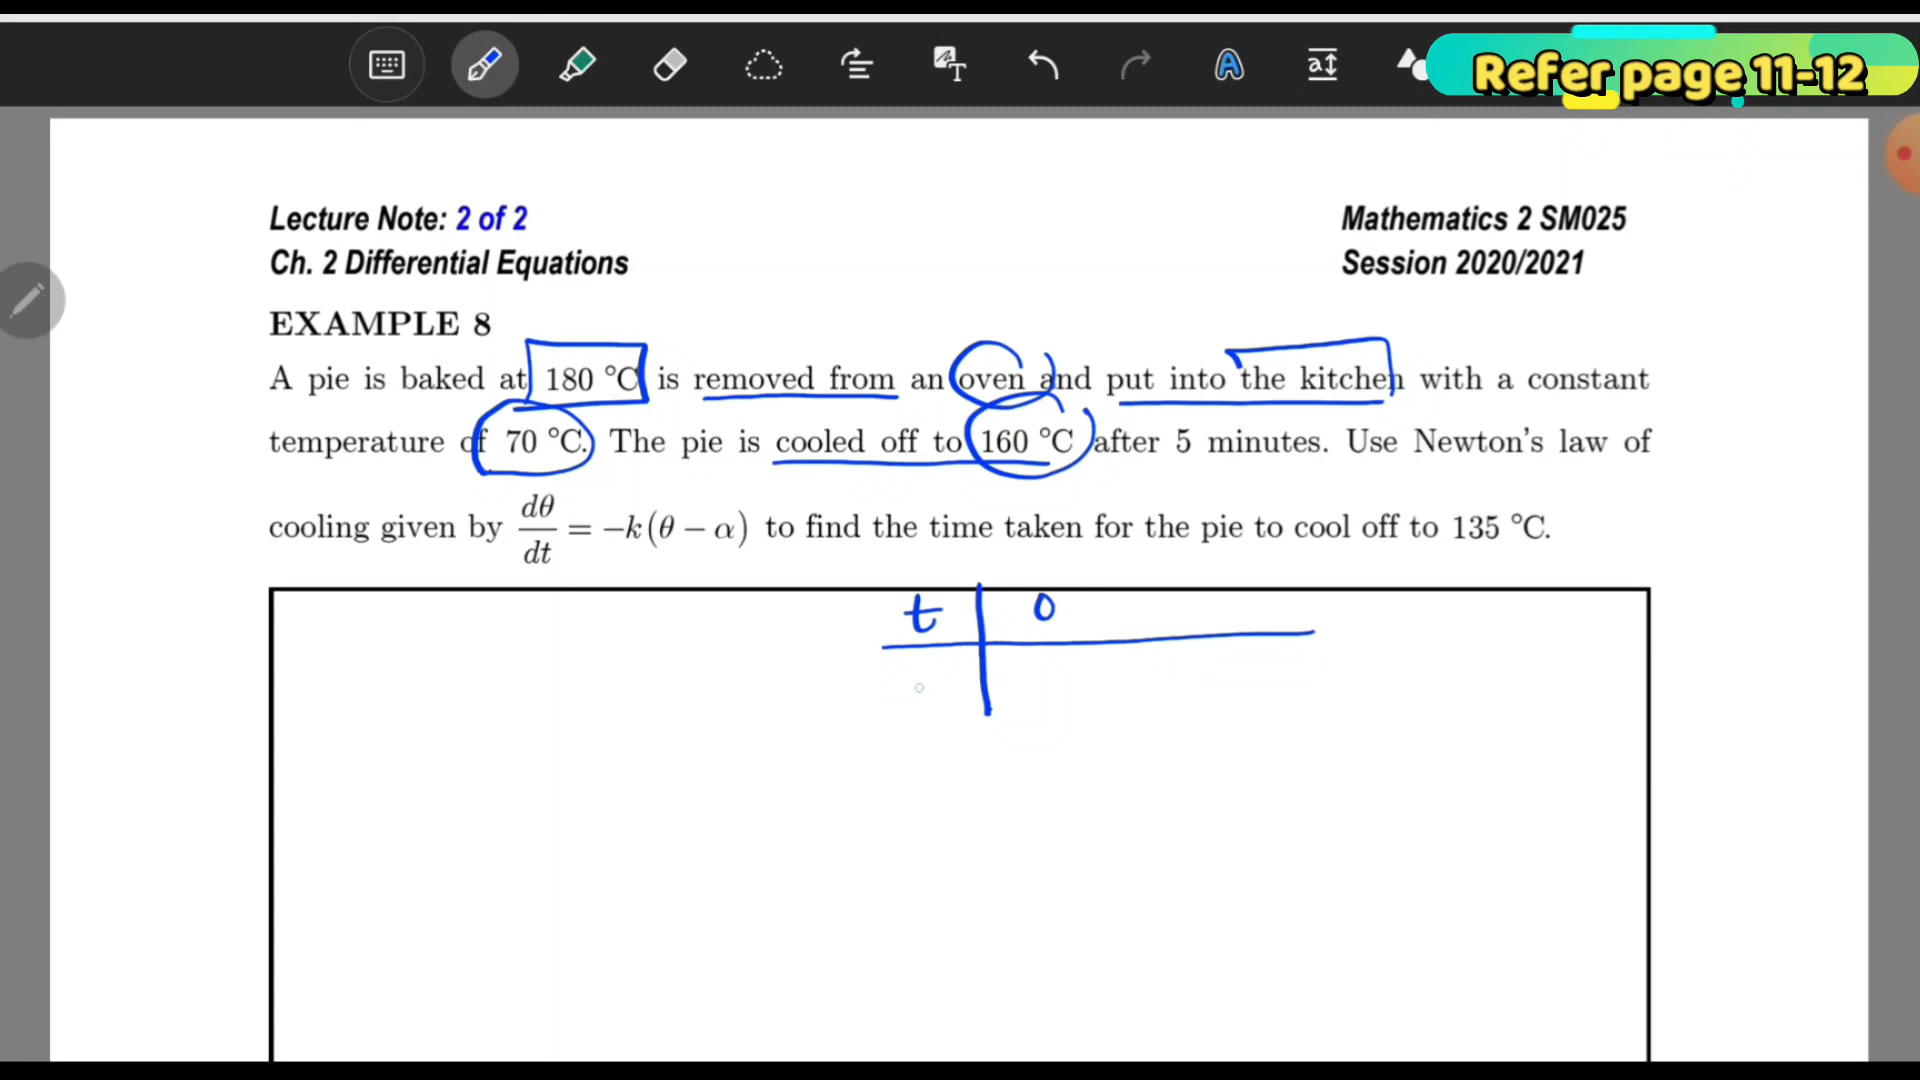 Refer page 11-12
Lecture Note: 2 of 2
Mathematics 2 SM025
Ch. 2 Differential Equations
Session 2020/2021
EXAMPLE 8
A pie is baked at 180 °C is removed from an oven and put into the kitchen with a constant
temperature of 70 °C. The pie is cooled off to 160 °C after 5 minutes. Use Newton’s law of
cooling given by dθ/dt = −k(θ − α) to find the time taken for the pie to cool off to 135 °C.
t 0